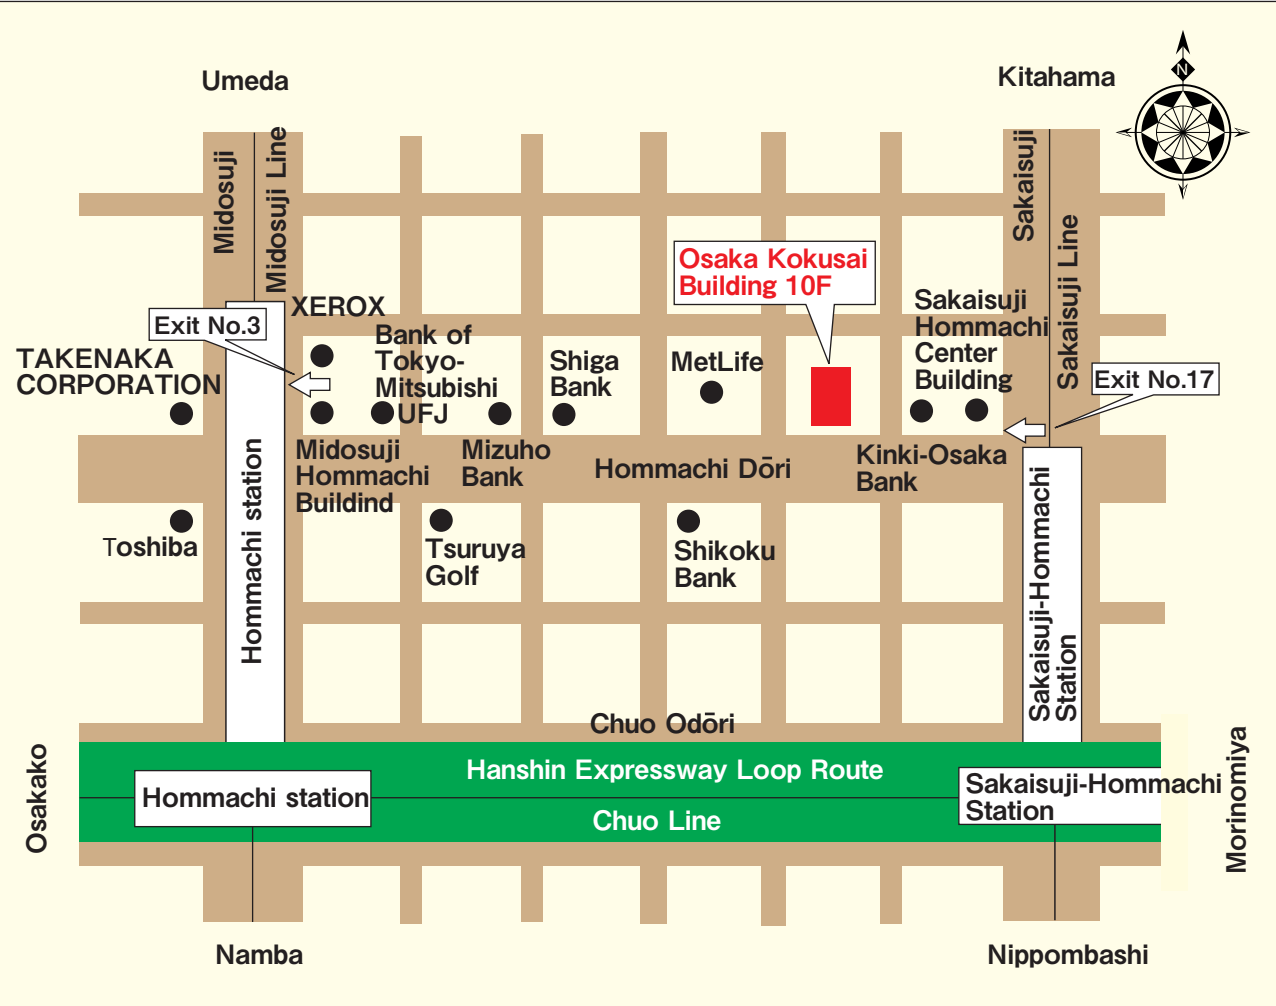 Umeda
Kitahama
N
Midosuji
Midosuji Line
Sakaisuji
Sakaisuji Line
Osaka Kokusai
Building 10F
XEROX
Exit No.3
Bank of
Tokyo-
Mitsubishi
UFJ
TAKENAKA
CORPORATION
Shiga
Bank
MetLife
Sakaisuji
Hommachi
Center
Building
Exit No.17
Midosuji
Hommachi
Buildind
Mizuho
Bank
Hommachi Dōri
Kinki-Osaka
Bank
Hommachi station
Toshiba
Tsuruya
Golf
Shikoku
Bank
Sakaisuji-Hommachi
Station
Chuo Odōri
Hanshin Expressway Loop Route
Hommachi station
Chuo Line
Sakaisuji-Hommachi
Station
Osakako
Morinomiya
Namba
Nippombashi